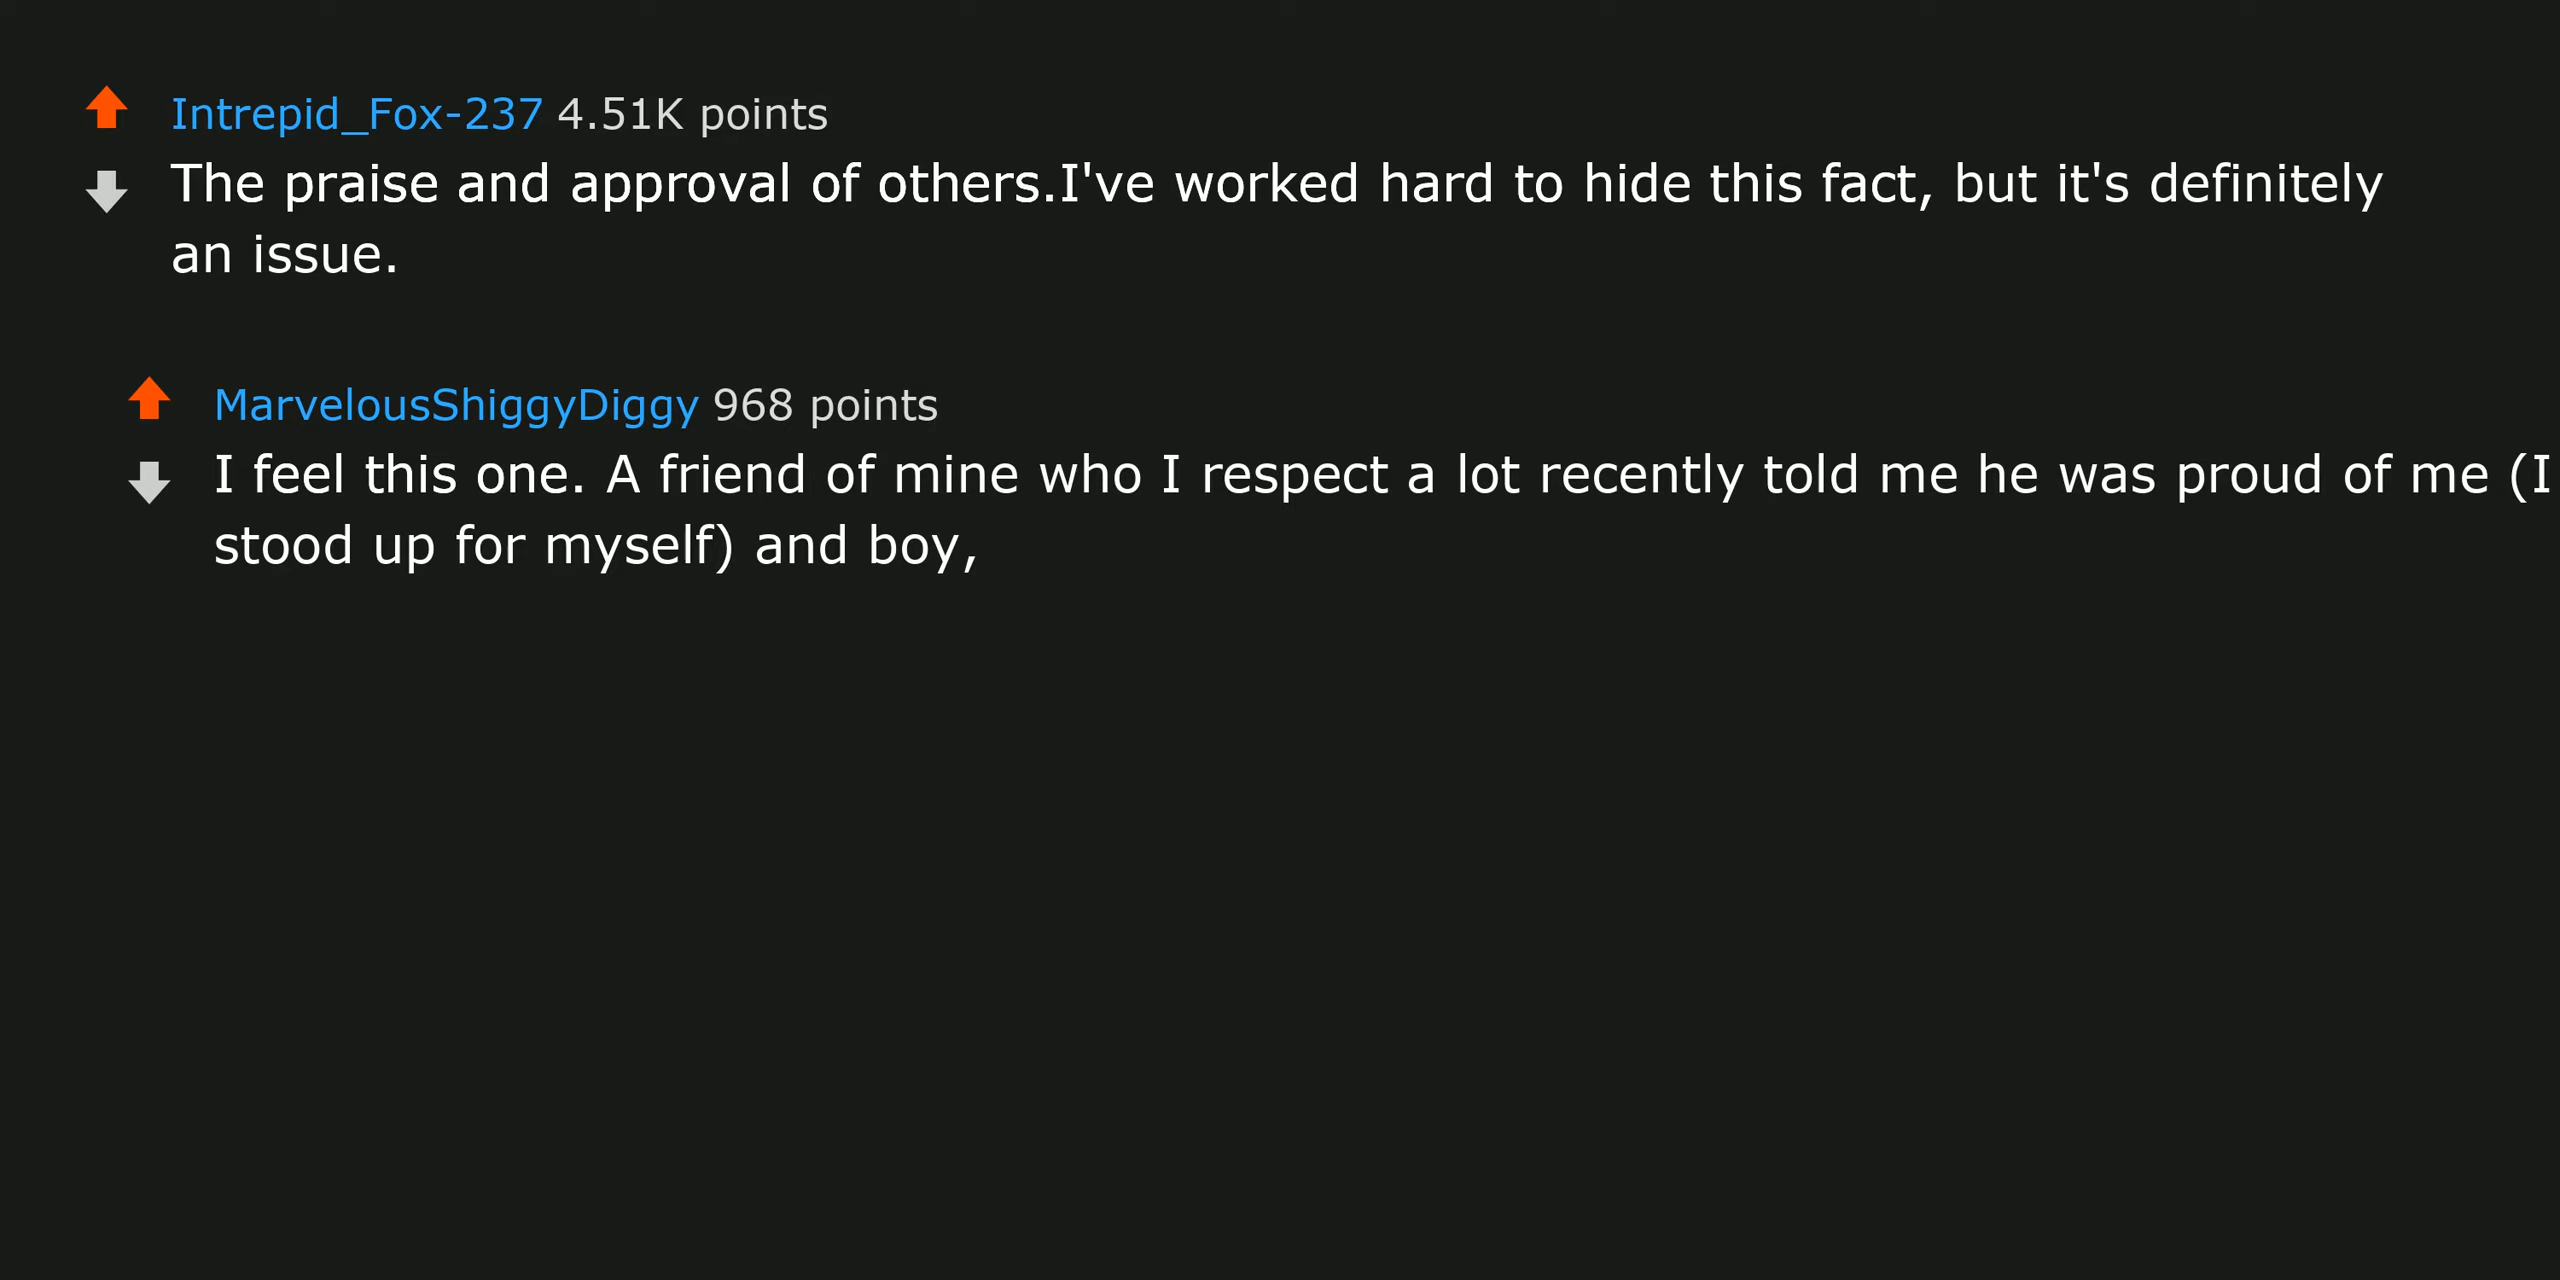 Intrepid_Fox-237 4.51K points
The praise and approval of others.I've worked hard to hide this fact, but it's definitely
an issue.
MarvelousShiggyDiggy 968 points
I feel this one. A friend of mine who I respect a lot recently told me he was proud of me (I
stood up for myself) and boy,